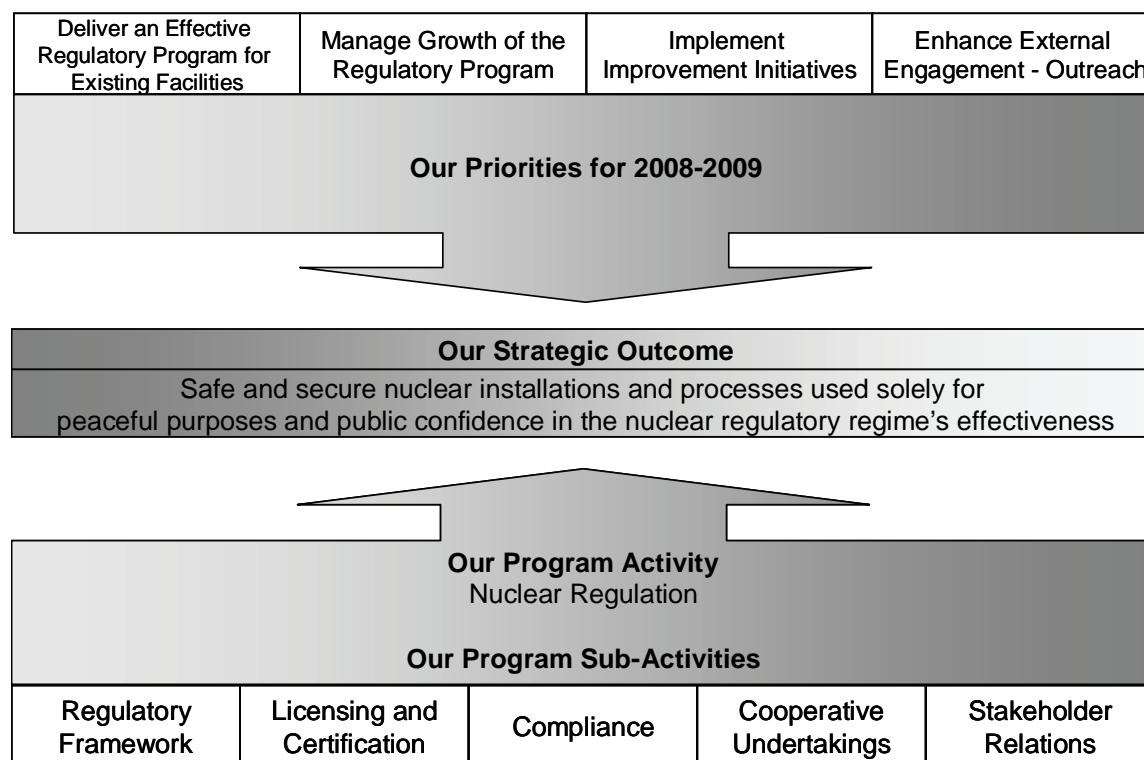 Deliver an Effective
Regulatory Program for
Existing Facilities
Manage Growth of the
Regulatory Program
Implement
Improvement Initiatives
Enhance External
Engagement - Outreach
Our Priorities for 2008-2009
Our Strategic Outcome
Safe and secure nuclear installations and processes used solely for
peaceful purposes and public confidence in the nuclear regulatory regime's effectiveness
Our Program Activity
Nuclear Regulation
Our Program Sub-Activities
Regulatory
Framework
Licensing and
Certification
Compliance
Cooperative
Undertakings
Stakeholder
Relations